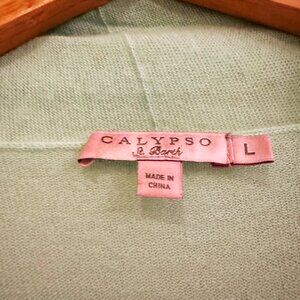 CALYPSO
St. Barth
L
MADE IN
CHINA